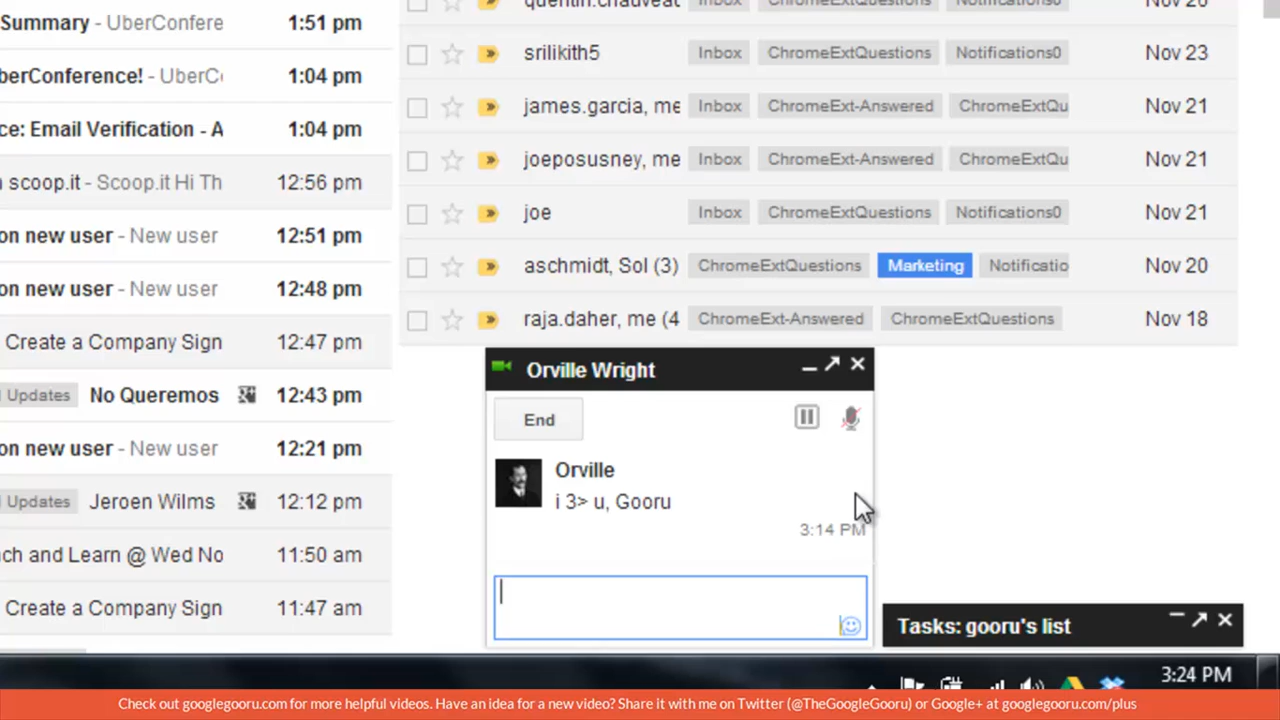 Summary - UberConfere 1:51 pm
berConference! - UberC 1:04 pm
ce: Email Verification - A 1:04 pm
scoop.it - Scoop.it Hi Th 12:56 pm
on new user - New user 12:51 pm
on new user - New user 12:48 pm
Create a Company Sign 12:47 pm
Updates No Queremos 12:43 pm
on new user - New user 12:21 pm
Updates Jeroen Wilms 12:12 pm
ch and Learn @ Wed No 11:50 am
Create a Company Sign 11:47 am
quentin.chauveat Inbox ChromeExtQuestions Notifications0 Nov 26
srilikith5 Inbox ChromeExtQuestions Notifications0 Nov 23
james.garcia, me Inbox ChromeExt-Answered ChromeExtQu Nov 21
joeposusney, me Inbox ChromeExt-Answered ChromeExtQu Nov 21
joe Inbox ChromeExtQuestions Notifications0 Nov 21
aschmidt, Sol (3) ChromeExtQuestions Marketing Notificatio Nov 20
raja.daher, me (4 ChromeExt-Answered ChromeExtQuestions Nov 18
Orville Wright
End
Orville
i 3> u, Gooru
3:14 PM
Tasks: gooru's list
3:24 PM
Check out googlegooru.com for more helpful videos. Have an idea for a new video? Share it with me on Twitter (@TheGoogleGooru) or Google+ at googlegooru.com/plus